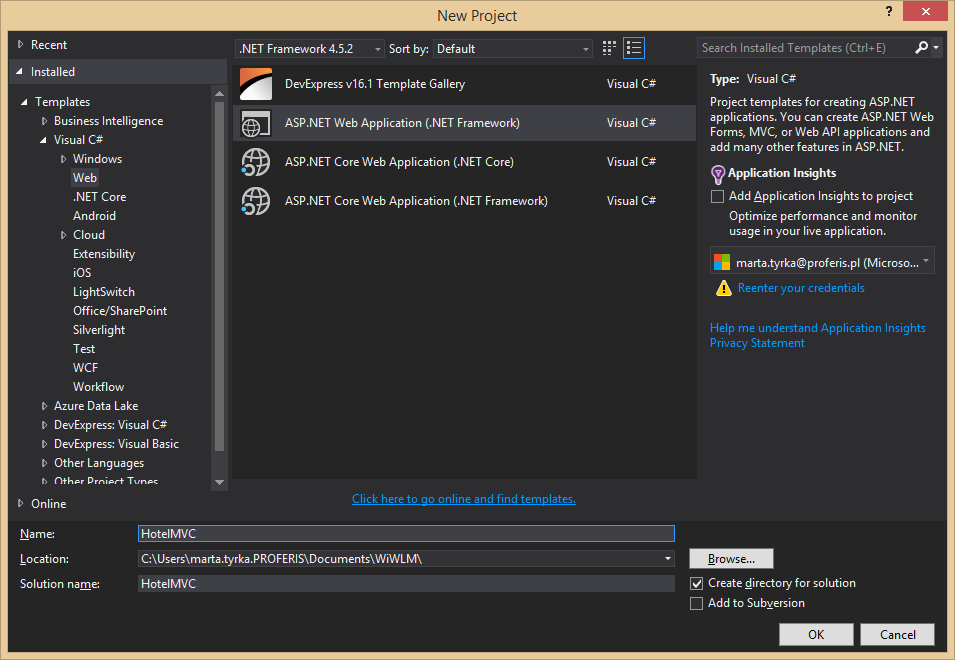 New Project
?
Recent
Installed
Templates
Business Intelligence
Visual C#
Windows
Web
.NET Core
Android
Cloud
Extensibility
iOS
LightSwitch
Office/SharePoint
Silverlight
Test
WCF
Workflow
Azure Data Lake
DevExpress: Visual C#
DevExpress: Visual Basic
Other Languages
Other Project Types
Online
.NET Framework 4.5.2 Sort by: Default
DevExpress v16.1 Template Gallery Visual C#
ASP.NET Web Application (.NET Framework) Visual C#
ASP.NET Core Web Application (.NET Core) Visual C#
ASP.NET Core Web Application (.NET Framework) Visual C#
Click here to go online and find templates.
Search Installed Templates (Ctrl+E)
Type: Visual C#
Project templates for creating ASP.NET
applications. You can create ASP.NET Web
Forms, MVC, or Web API applications and
add many other features in ASP.NET.
Application Insights
Add Application Insights to project
Optimize performance and monitor
usage in your live application.
marta.tyrka@proferis.pl (Microso...
Reenter your credentials
Help me understand Application Insights
Privacy Statement
Name: HotelMVC
Location: C:\Users\marta.tyrka.PROFERIS\Documents\WiWLM\
Browse...
Solution name: HotelMVC
Create directory for solution
Add to Subversion
OK Cancel